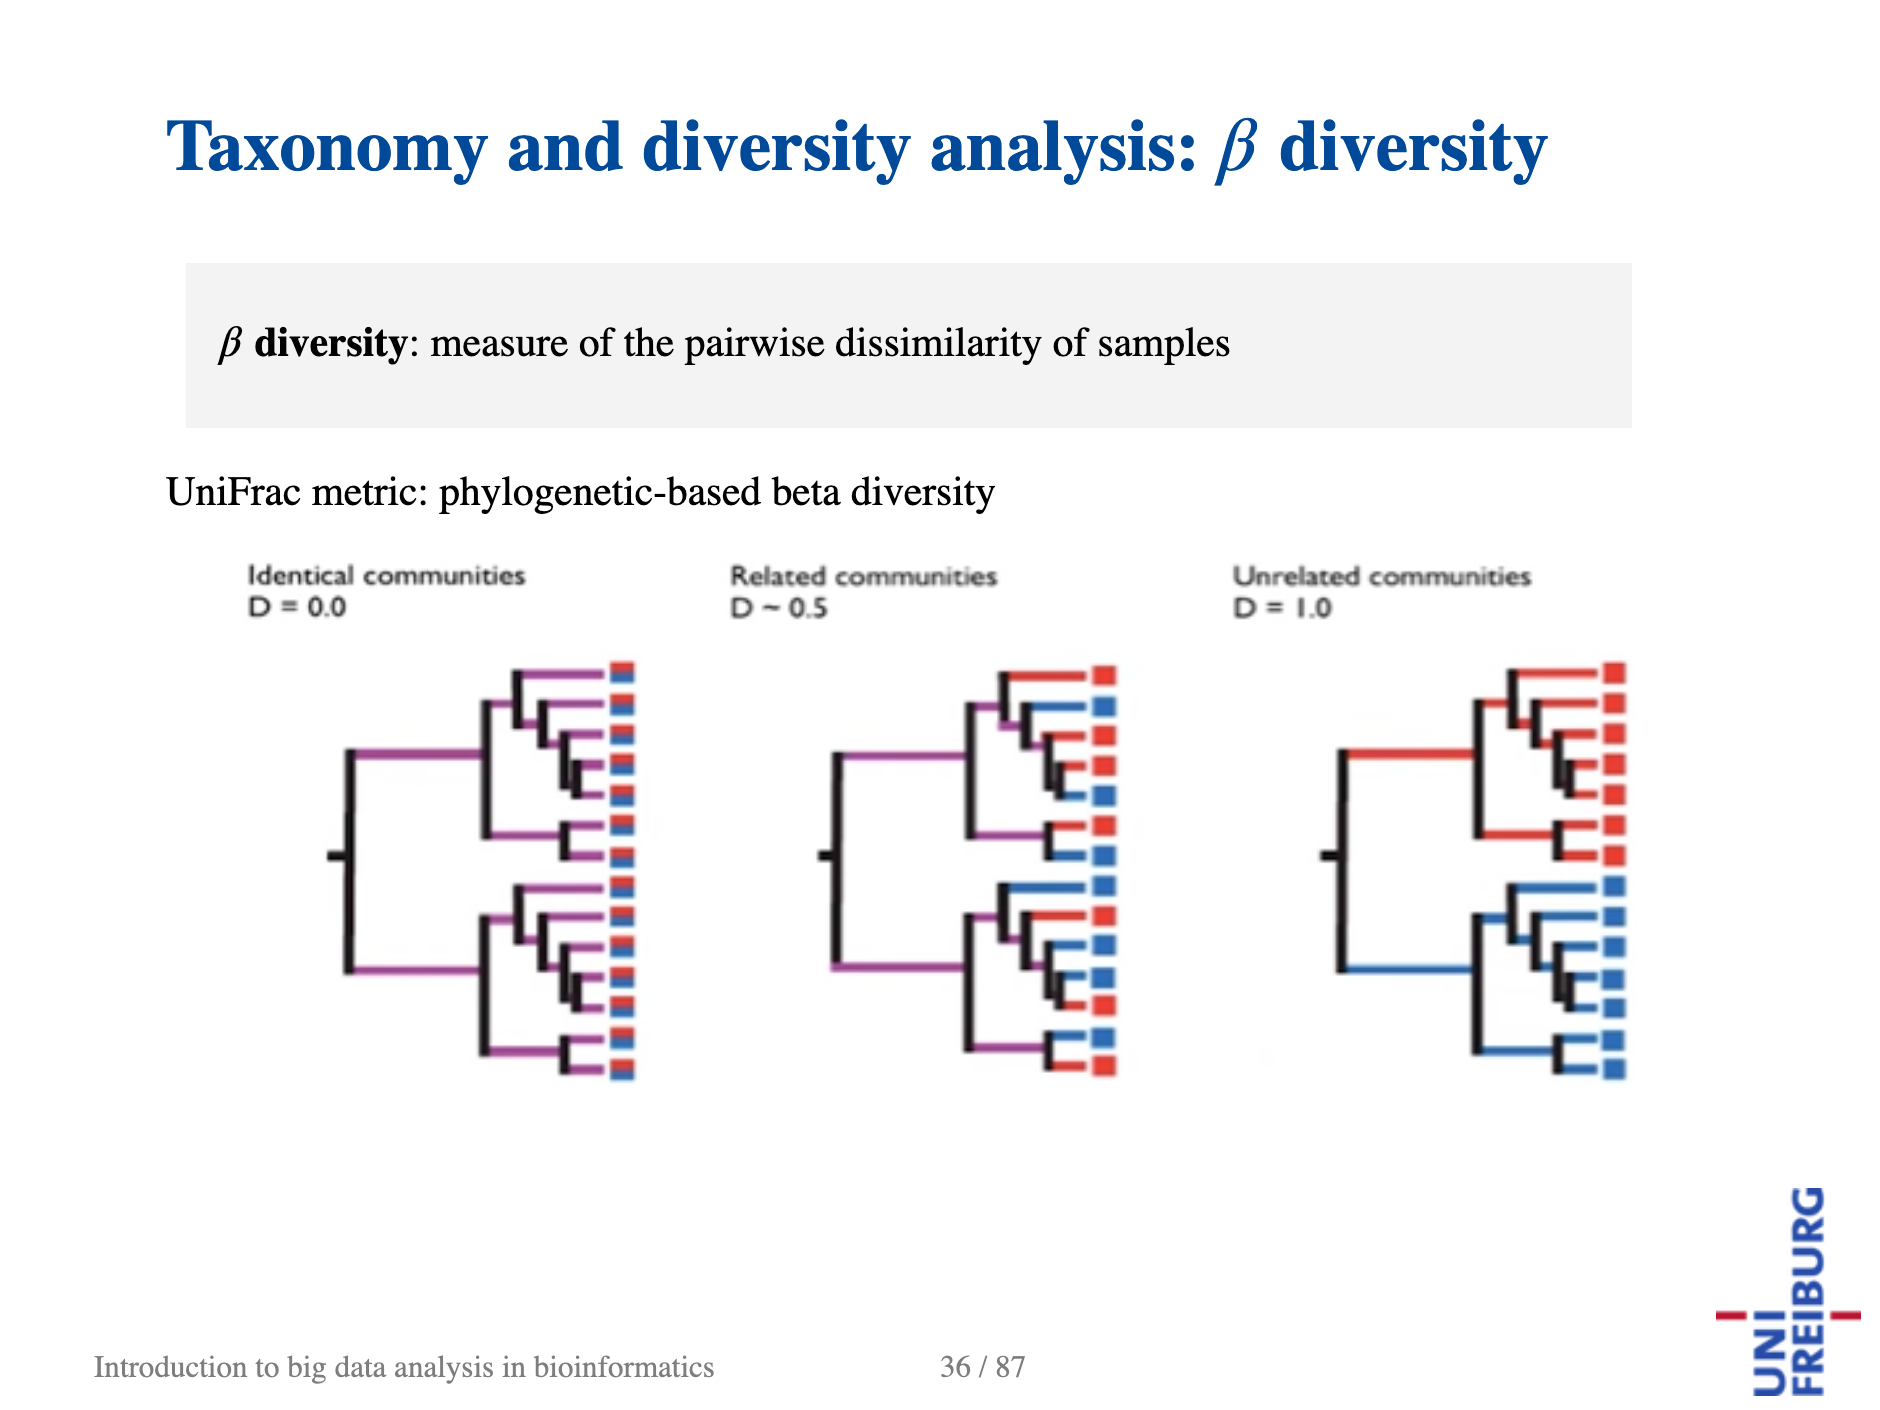 Taxonomy and diversity analysis: β diversity
β diversity: measure of the pairwise dissimilarity of samples
UniFrac metric: phylogenetic-based beta diversity
Identical communities
D = 0.0
Related communities
D ~ 0.5
Unrelated communities
D = 1.0
Introduction to big data analysis in bioinformatics
36 / 87
UNI
FREIBURG